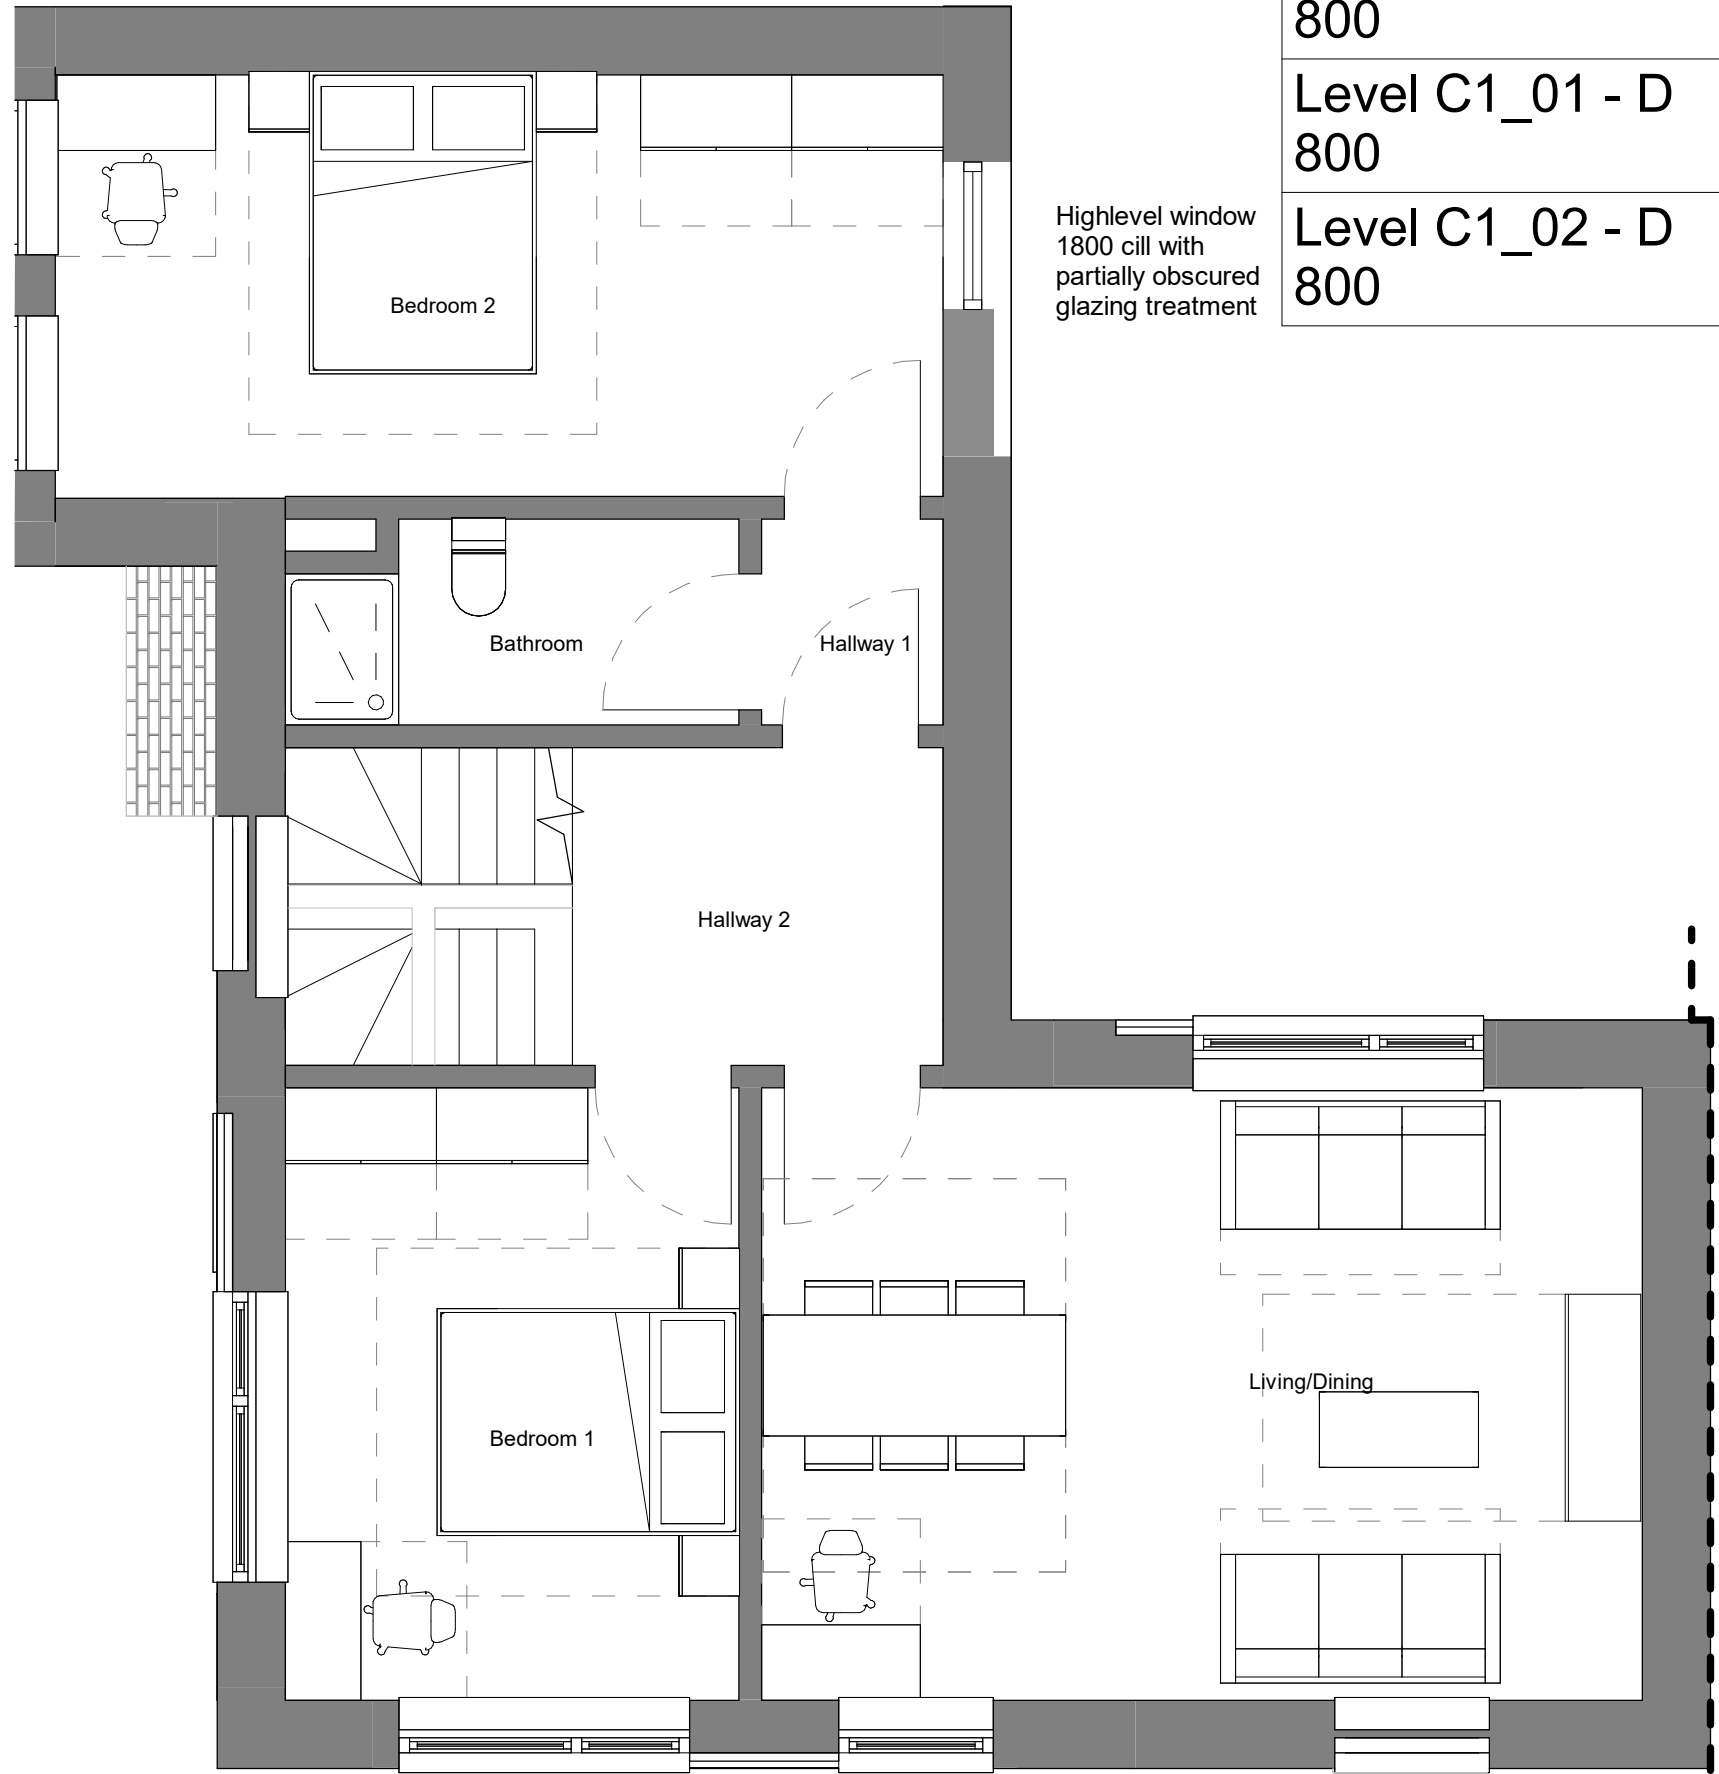 800
Level C1_01 - D
800
Level C1_02 - D
800
Highlevel window
1800 cill with
partially obscured
glazing treatment
Bedroom 2
Bathroom
Hallway 1
Hallway 2
Living/Dining
Bedroom 1